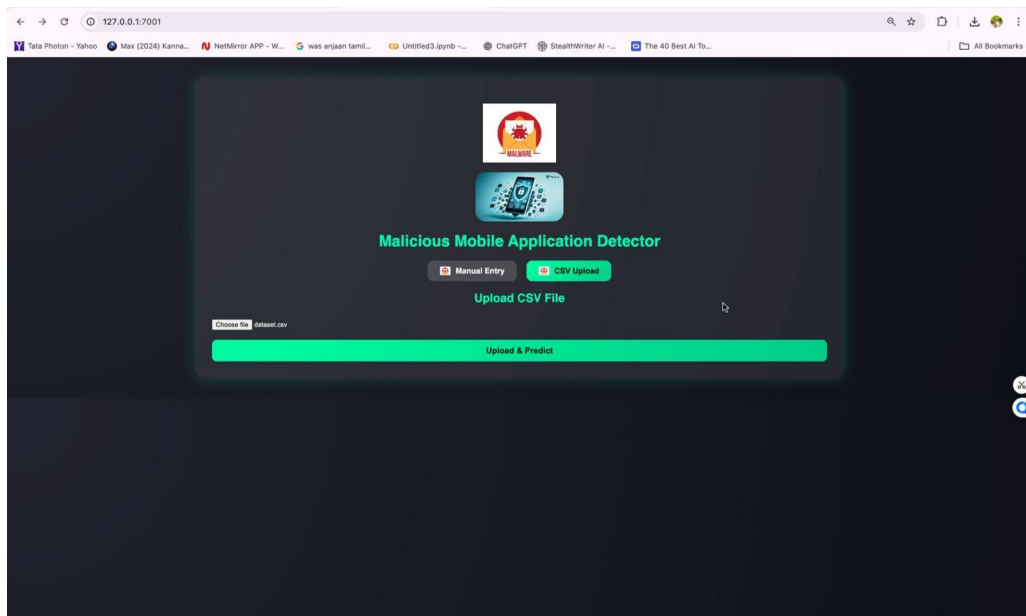 127.0.0.1:7001
Tata Photon - Yahoo Max (2024) Kanna... NetMirror APP - W... was anjaan tamil... Untitled3.ipynb -... ChatGPT StealthWriter AI -... The 40 Best AI To... All Bookmarks
MALWARE
Malicious Mobile Application Detector
Manual Entry CSV Upload
Upload CSV File
Choose file dataset.csv
Upload & Predict